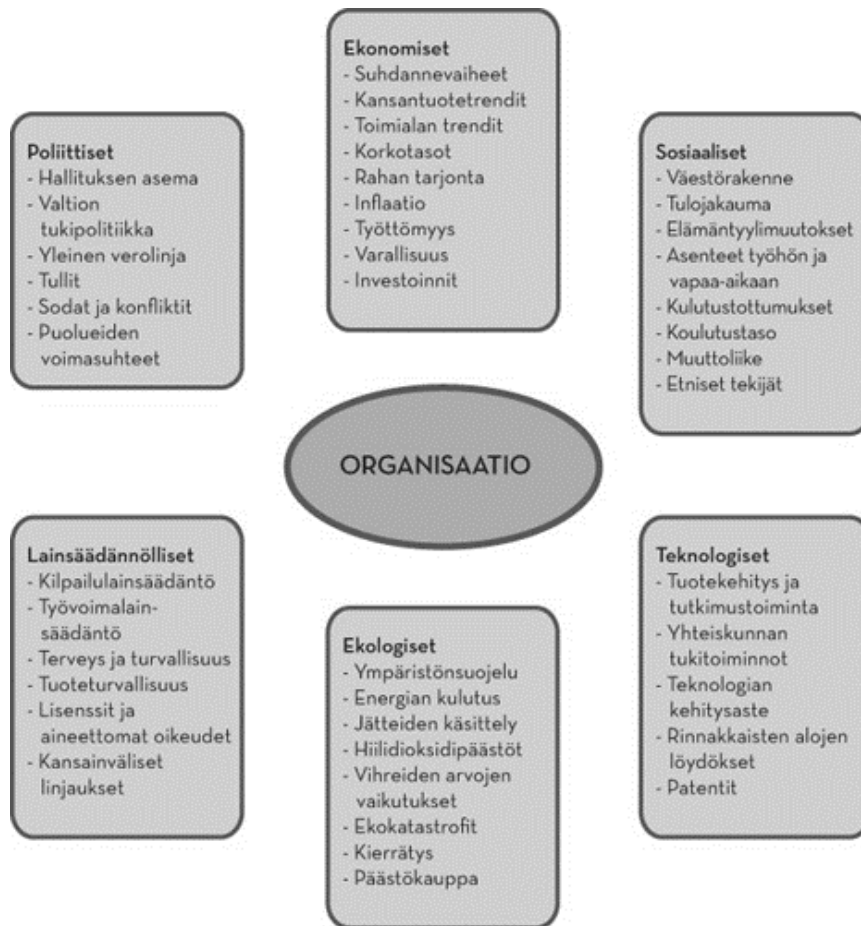 Ekonomiset
- Suhdannevaiheet
- Kansantuotetrendit
- Toimialan trendit
- Korkotasot
- Rahan tarjonta
- Inflaatio
- Työttömyys
- Varallisuus
- Investoinnit
Poliittiset
- Hallituksen asema
- Valtion
tukipolitiikka
- Yleinen verolinja
- Tullit
- Sodat ja konfliktit
- Puolueiden
voimasuhteet
Sosiaaliset
- Väestörakenne
- Tulojakauma
- Elämäntyylimuutokset
- Asenteet työhön ja
vapaa-aikaan
- Kulutustottumukset
- Koulutustaso
- Muuttoliike
- Etniset tekijät
ORGANISAATIO
Lainsäädännölliset
- Kilpailulainsäädäntö
- Työvoimalain-
säädäntö
- Terveys ja turvallisuus
- Tuoteturvallisuus
- Lisenssit ja
aineettomat oikeudet
- Kansainväliset
linjaukset
Ekologiset
- Ympäristönsuojelu
- Energian kulutus
- Jätteiden käsittely
- Hiilidioksidipäästöt
- Vihreiden arvojen
vaikutukset
- Ekokatastrofit
- Kierrätys
- Päästökauppa
Teknologiset
- Tuotekehitys ja
tutkimustoiminta
- Yhteiskunnan
tukitoiminnot
- Teknologian
kehitysaste
- Rinnakkaisten alojen
löydökset
- Patentit